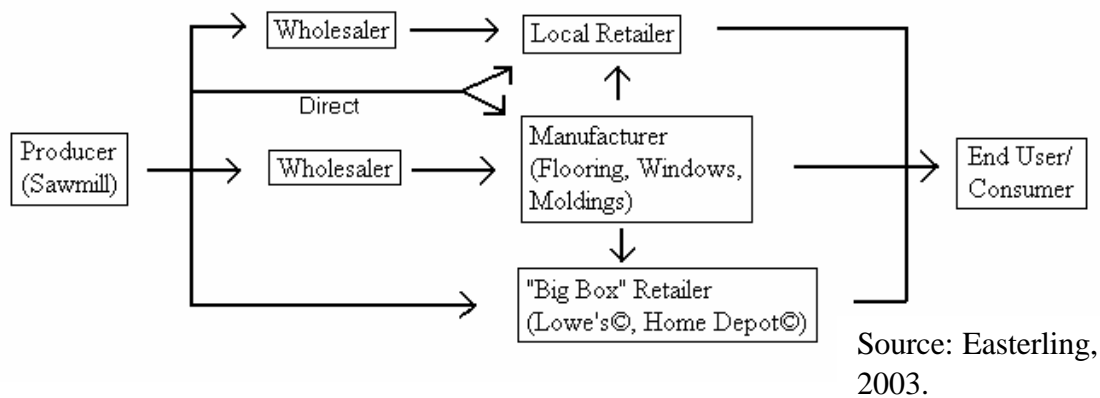 Wholesaler
Local Retailer
Direct
Producer
(Sawmill)
Wholesaler
Manufacturer
(Flooring, Windows,
Moldings)
End User/
Consumer
"Big Box" Retailer
(Lowe's©, Home Depot©)
Source: Easterling,
2003.